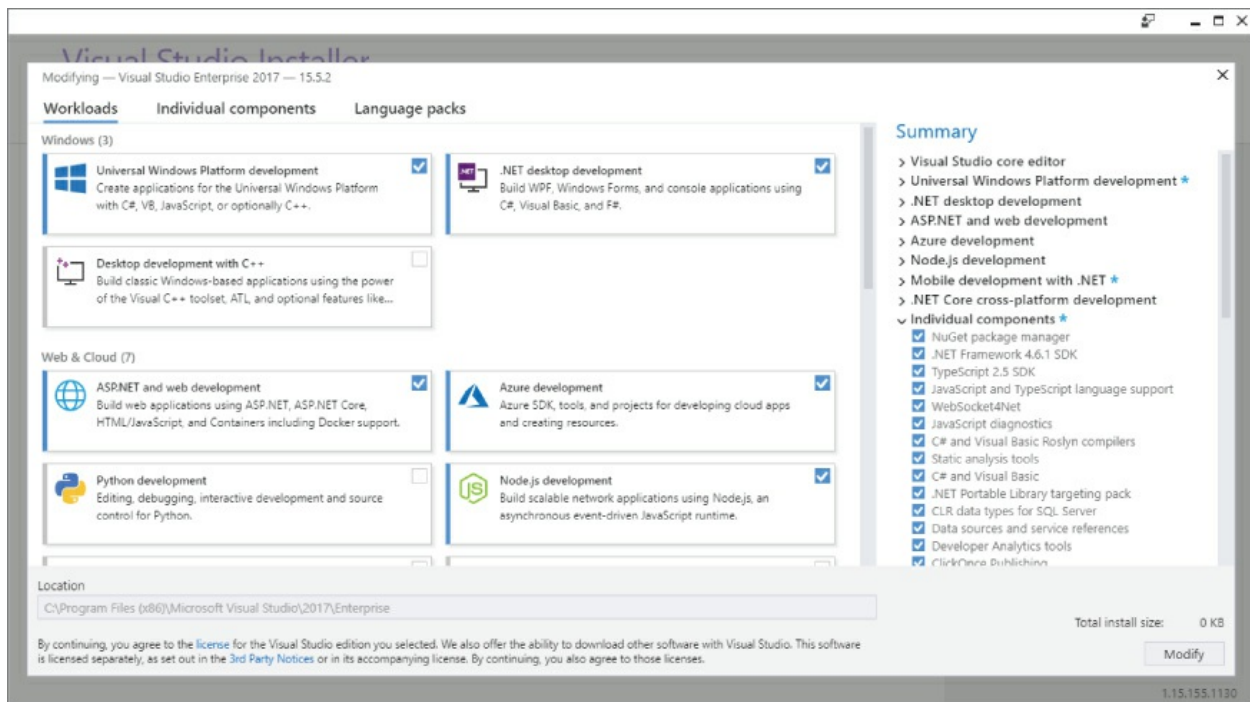 Visual Studio Installer
Modifying — Visual Studio Enterprise 2017 — 15.5.2
Workloads
Individual components
Language packs
Windows (3)
Universal Windows Platform development
Create applications for the Universal Windows Platform
with C#, VB, JavaScript, or optionally C++.
.NET desktop development
Build WPF, Windows Forms, and console applications using
C#, Visual Basic, and F#.
Desktop development with C++
Build classic Windows-based applications using the power
of the Visual C++ toolset, ATL, and optional features like...
Web & Cloud (7)
ASP.NET and web development
Build web applications using ASP.NET, ASP.NET Core,
HTML/JavaScript, and Containers including Docker support.
Azure development
Azure SDK, tools, and projects for developing cloud apps
and creating resources.
Python development
Editing, debugging, interactive development and source
control for Python.
Node.js development
Build scalable network applications using Node.js, an
asynchronous event-driven JavaScript runtime.
Summary
Visual Studio core editor
Universal Windows Platform development *
.NET desktop development
ASP.NET and web development
Azure development
Node.js development
Mobile development with .NET *
.NET Core cross-platform development
Individual components *
NuGet package manager
.NET Framework 4.6.1 SDK
TypeScript 2.5 SDK
JavaScript and TypeScript language support
WebSocket4Net
JavaScript diagnostics
C# and Visual Basic Roslyn compilers
Static analysis tools
C# and Visual Basic
.NET Portable Library targeting pack
CLR data types for SQL Server
Data sources and service references
Developer Analytics tools
ClickOnce Publishing
Location
C:\Program Files (x86)\Microsoft Visual Studio\2017\Enterprise
By continuing, you agree to the license for the Visual Studio edition you selected. We also offer the ability to download other software with Visual Studio. This software
is licensed separately, as set out in the 3rd Party Notices or in its accompanying license. By continuing, you also agree to those licenses.
Total install size: 0 KB
Modify
1.15.155.1130